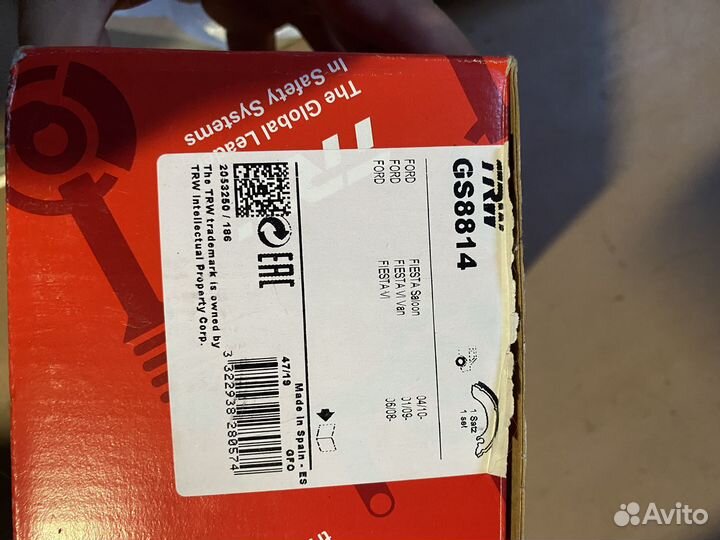 The Global Lead
In Safety Systems
TRW
GS8814
1 Satz
1 set
FORD FIESTA Saloon 04/10-
FORD FIESTA VI Van 01/09-
FORD FIESTA VI 06/08-
EAC
47/19
Made in Spain - ES
GFO
3 322938 280574
2053250 / 186
The TRW trademark is owned by
TRW Intellectual Property Corp.
Avito